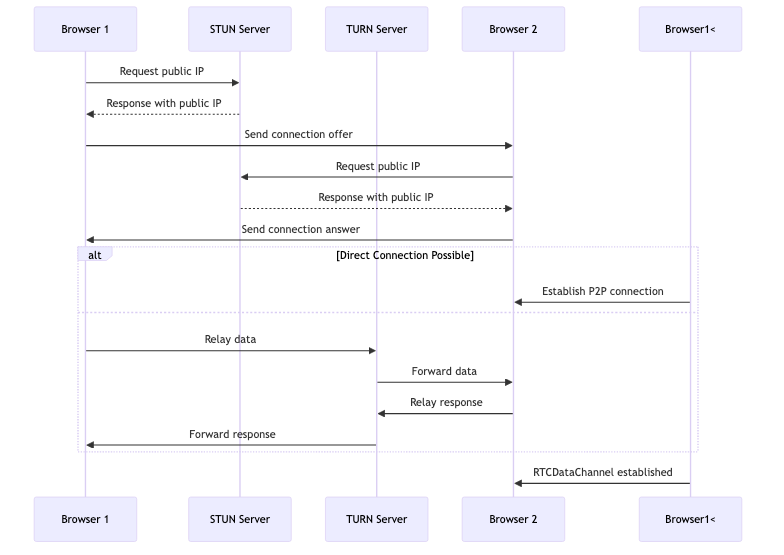 Browser 1
STUN Server
TURN Server
Browser 2
Browser1<
Request public IP
Response with public IP
Send connection offer
Request public IP
Response with public IP
Send connection answer
alt
[Direct Connection Possible]
Establish P2P connection
Relay data
Forward data
Relay response
Forward response
RTCDataChannel established
Browser 1
STUN Server
TURN Server
Browser 2
Browser1<